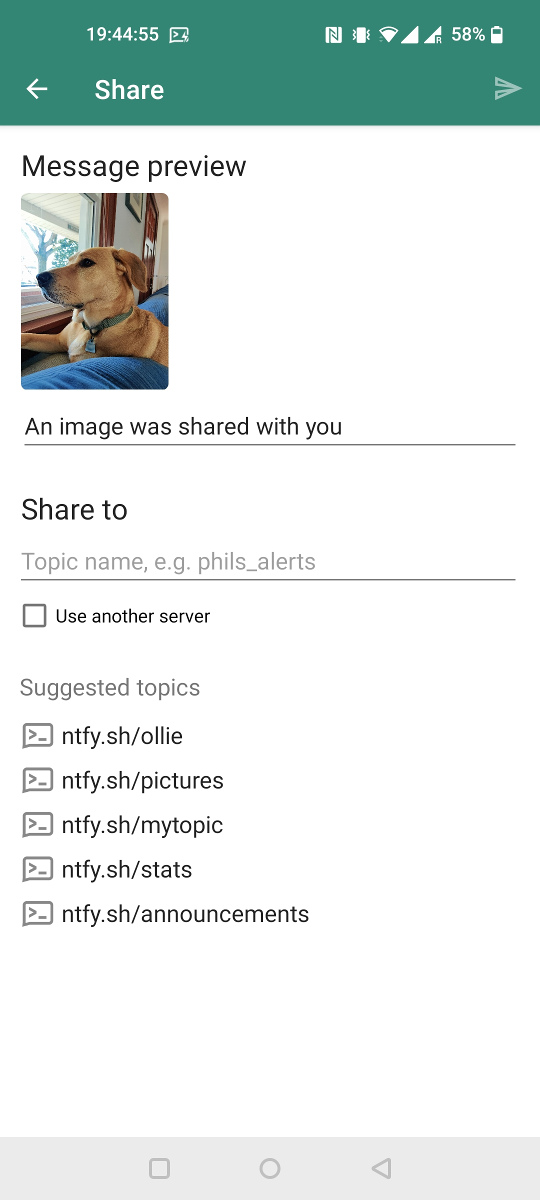 19:44:55
58%
Share
Message preview
An image was shared with you
Share to
Topic name, e.g. phils_alerts
Use another server
Suggested topics
ntfy.sh/ollie
ntfy.sh/pictures
ntfy.sh/mytopic
ntfy.sh/stats
ntfy.sh/announcements